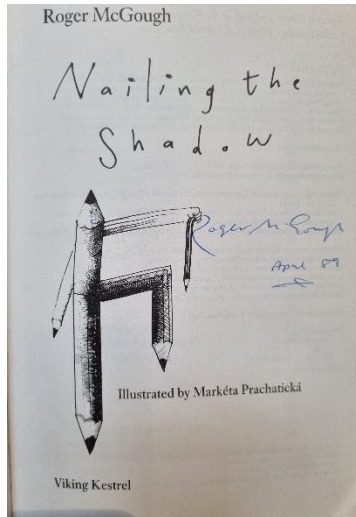 Roger McGough
Nailing the
Shadow
Roger McGough
April 89
Illustrated by Markéta Prachatická
Viking Kestrel